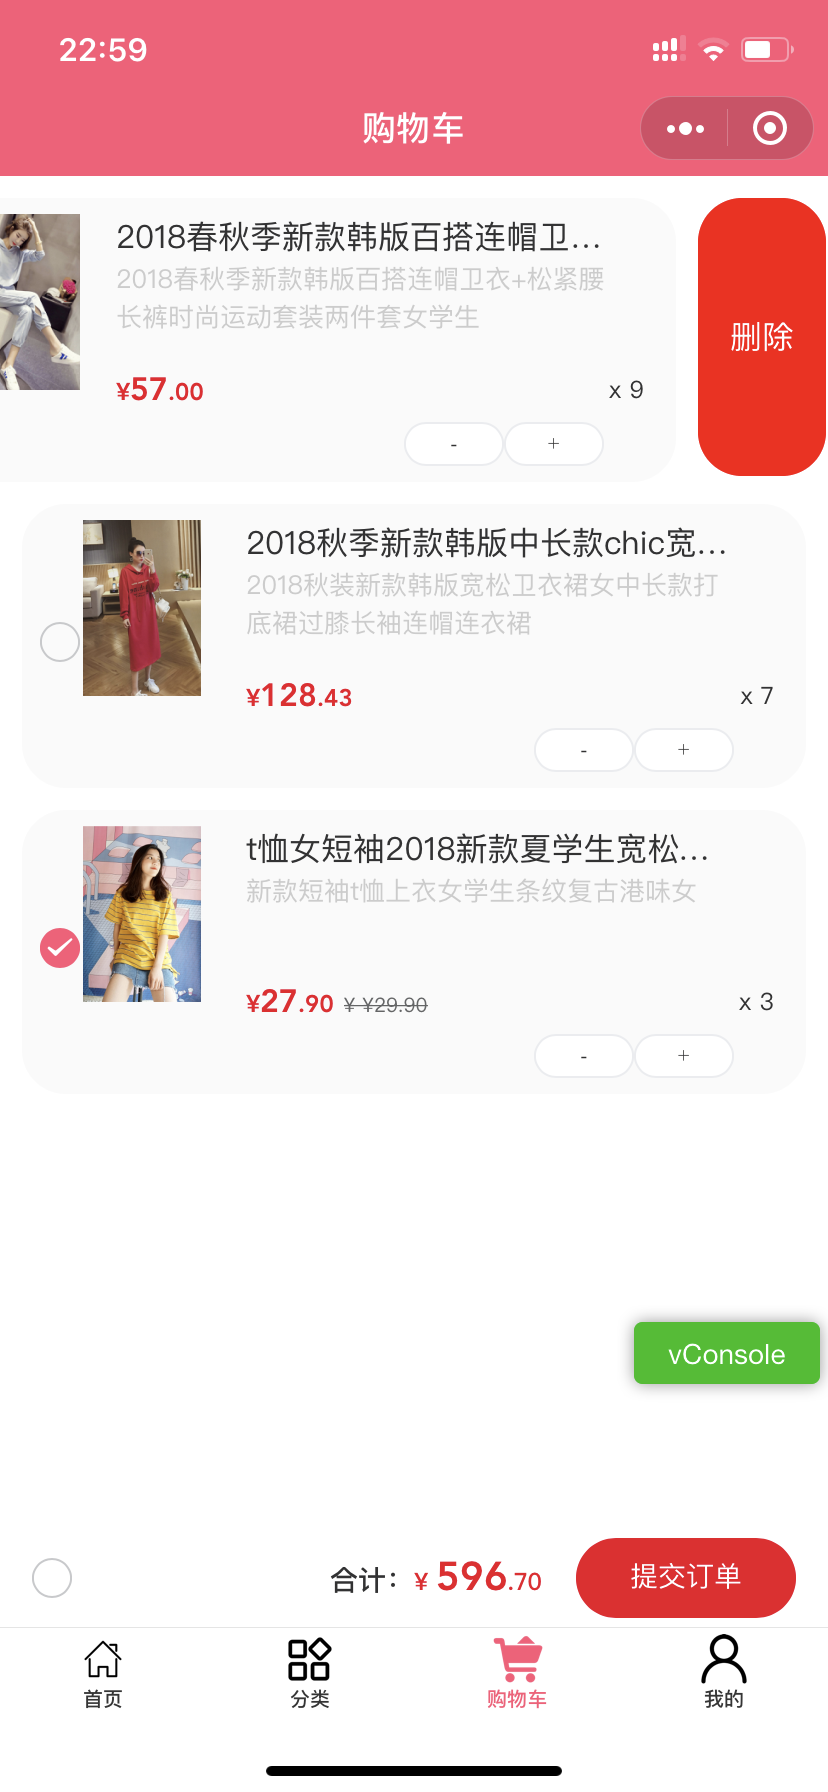 22:59
购物车
2018春秋季新款韩版百搭连帽卫...
2018春秋季新款韩版百搭连帽卫衣+松紧腰
长裤时尚运动套装两件套女学生
¥57.00
x 9
- +
删除
2018秋季新款韩版中长款chic宽...
2018秋装新款韩版宽松卫衣裙女中长款打
底裙过膝长袖连帽连衣裙
¥128.43
x 7
- +
t恤女短袖2018新款夏学生宽松...
新款短袖t恤上衣女学生条纹复古港味女
¥27.90 ¥ ¥29.90
x 3
- +
vConsole
合计：¥ 596.70
提交订单
首页
分类
购物车
我的